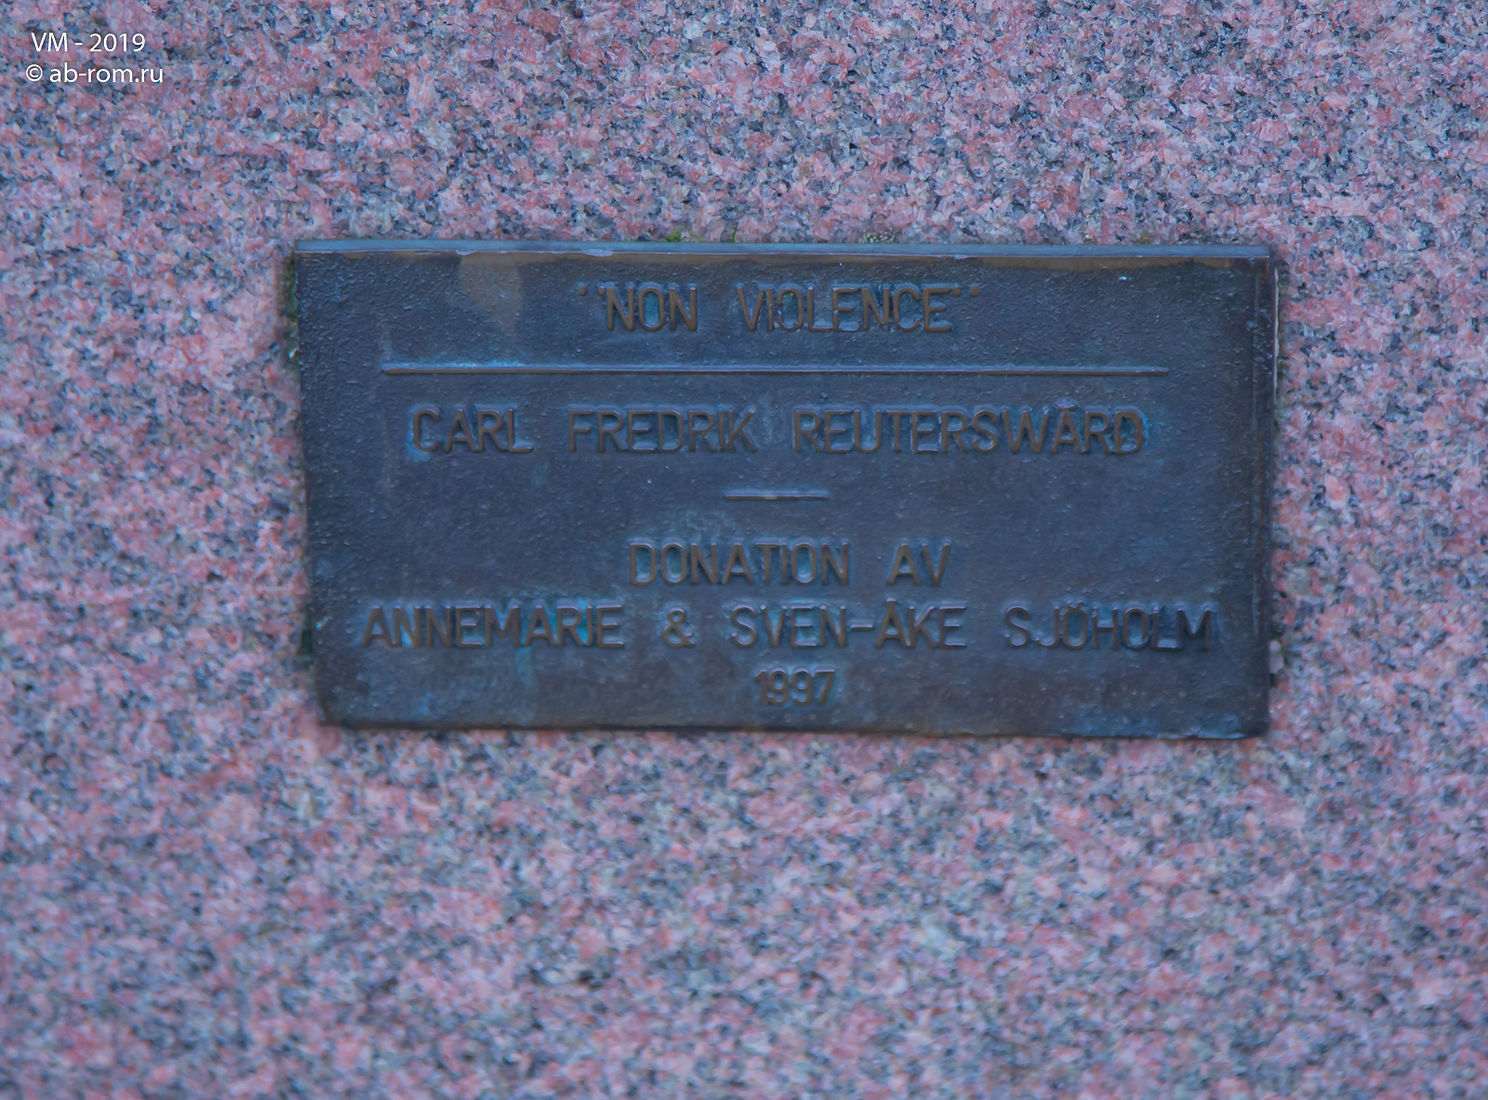 VM - 2019
© ab-rom.ru
"NON VIOLENCE"
CARL FREDRIK REUTERSWÄRD
DONATION AV
ANNEMARIE & SVEN-ÅKE SJÖHOLM
1997